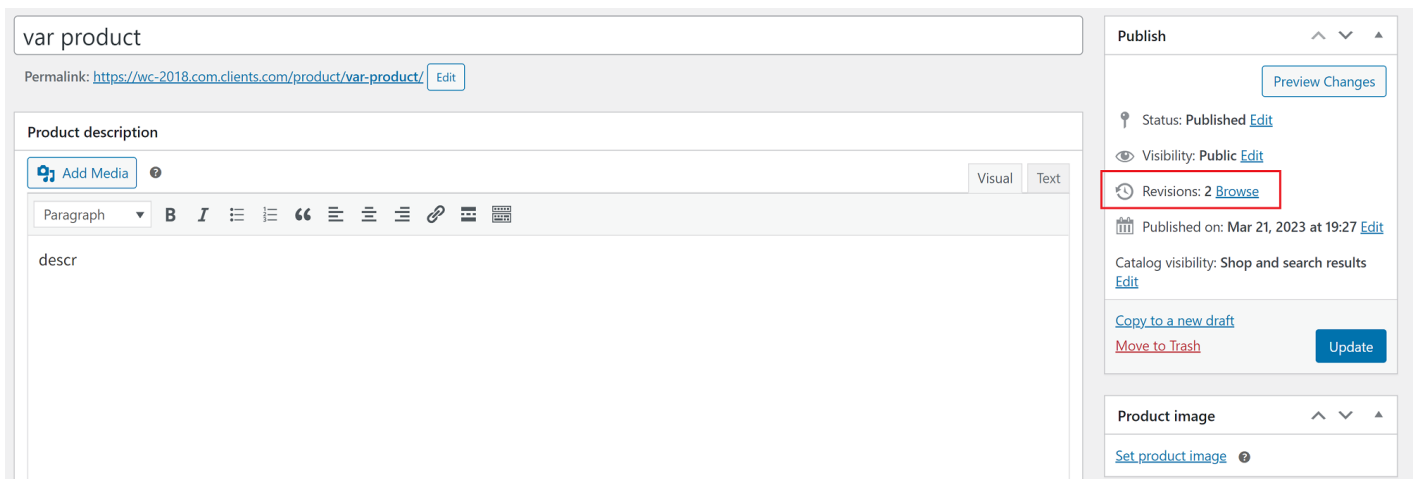 var product
Permalink: https://wc-2018.com.clients.com/product/var-product/ Edit
Product description
Add Media
Visual Text
Paragraph
descr
Publish
Preview Changes
Status: Published Edit
Visibility: Public Edit
Revisions: 2 Browse
Published on: Mar 21, 2023 at 19:27 Edit
Catalog visibility: Shop and search results
Edit
Copy to a new draft
Move to Trash
Update
Product image
Set product image